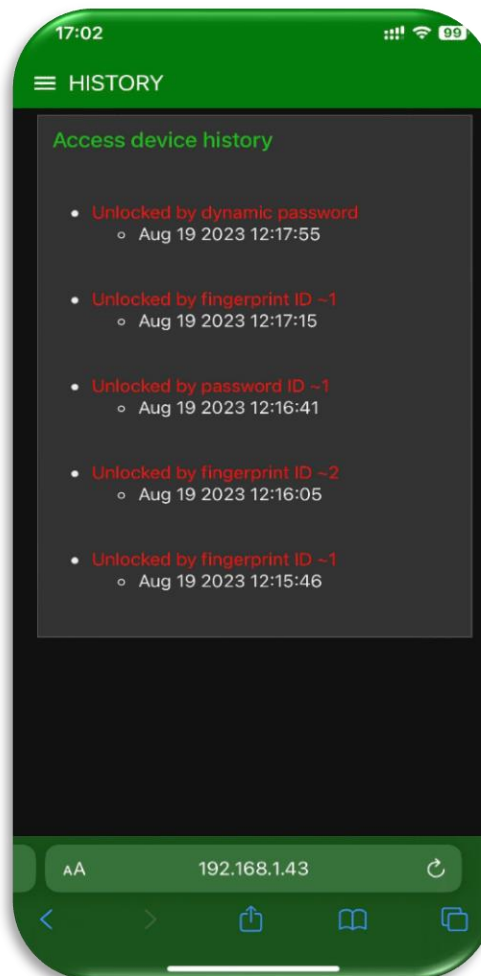 17:02
99
HISTORY
Access device history
Unlocked by dynamic password
Aug 19 2023 12:17:55
Unlocked by fingerprint ID ~1
Aug 19 2023 12:17:15
Unlocked by password ID ~1
Aug 19 2023 12:16:41
Unlocked by fingerprint ID ~2
Aug 19 2023 12:16:05
Unlocked by fingerprint ID ~1
Aug 19 2023 12:15:46
AA 192.168.1.43